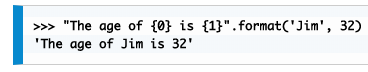 >>> "The age of {0} is {1}".format('Jim', 32)
'The age of Jim is 32'